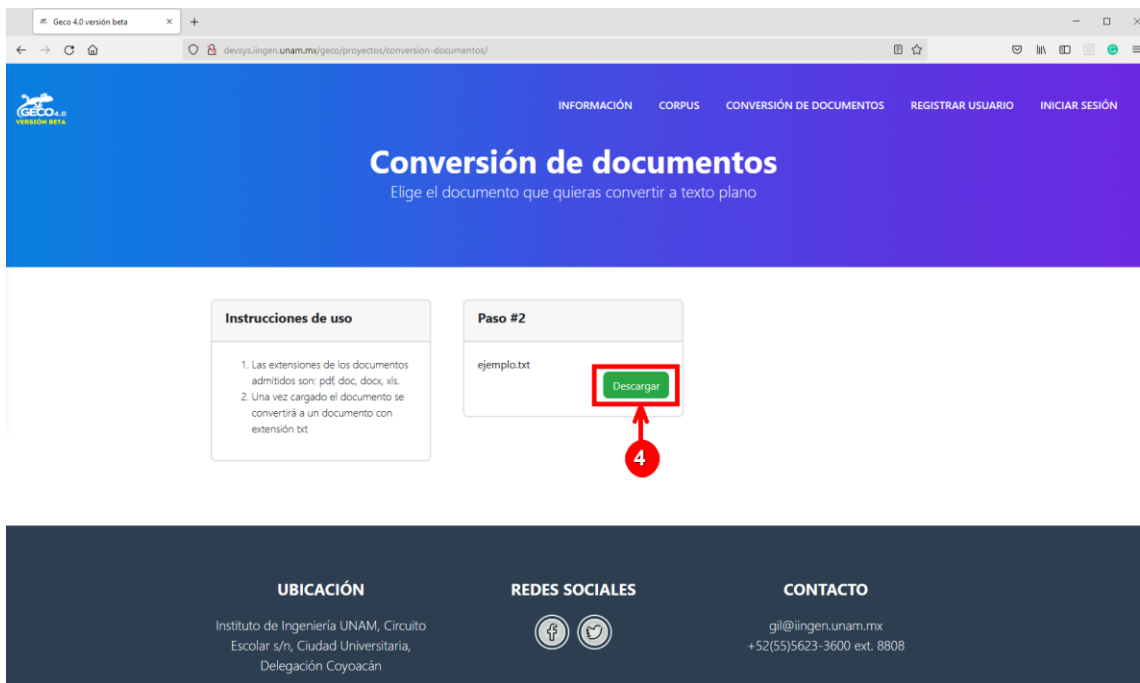 Geco 4.0 versión beta
devsys.iingen.unam.mx/geco/proyectos/conversion-documentos/
GECO4.0
VERSIÓN BETA
INFORMACIÓN CORPUS CONVERSIÓN DE DOCUMENTOS REGISTRAR USUARIO INICIAR SESIÓN
Conversión de documentos
Elige el documento que quieras convertir a texto plano
Instrucciones de uso
1. Las extensiones de los documentos
admitidos son: pdf, doc, docx, xls.
2. Una vez cargado el documento se
convertirá a un documento con
extensión txt
Paso #2
ejemplo.txt
Descargar
4
UBICACIÓN
Instituto de Ingeniería UNAM, Circuito
Escolar s/n, Ciudad Universitaria,
Delegación Coyoacán
REDES SOCIALES
CONTACTO
gil@iingen.unam.mx
+52(55)5623-3600 ext. 8808